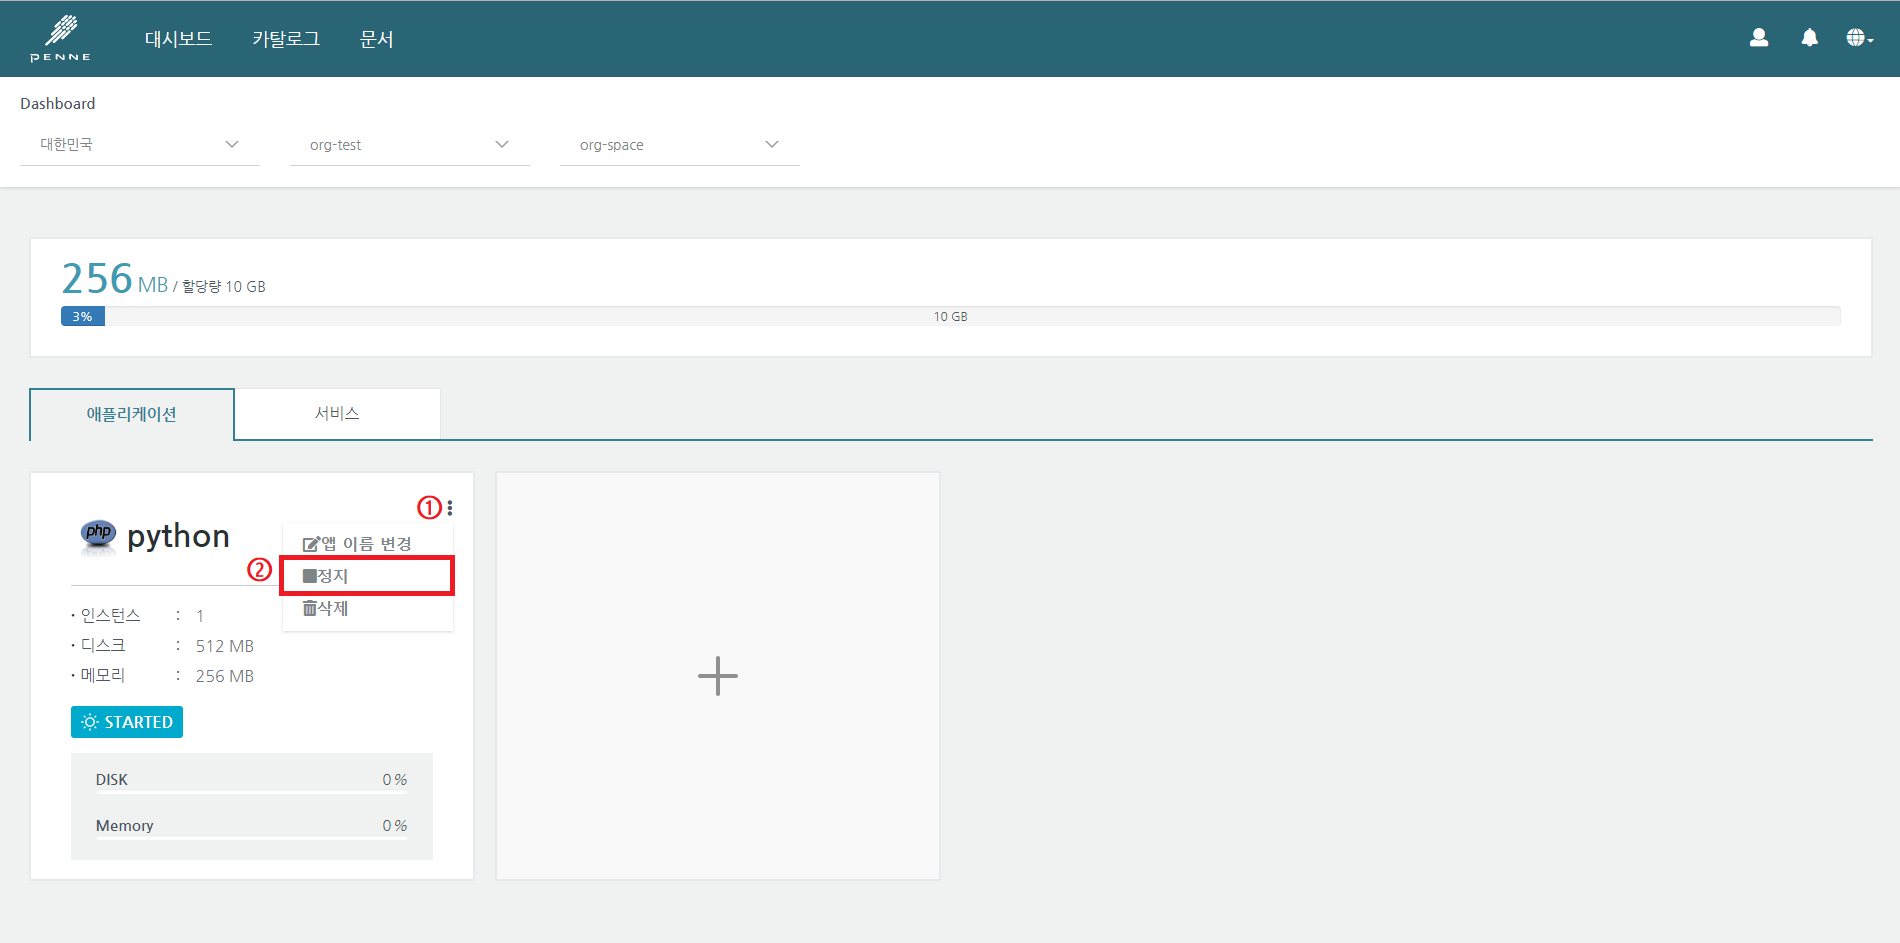 PENNE
대시보드 카탈로그 문서
Dashboard
대한민국 org-test org-space
256 MB / 할당량 10 GB
3% 10 GB
애플리케이션 서비스
①
php python
앱 이름 변경
② 정지
삭제
· 인스턴스 : 1
· 디스크 : 512 MB
· 메모리 : 256 MB
STARTED
DISK 0 %
Memory 0 %